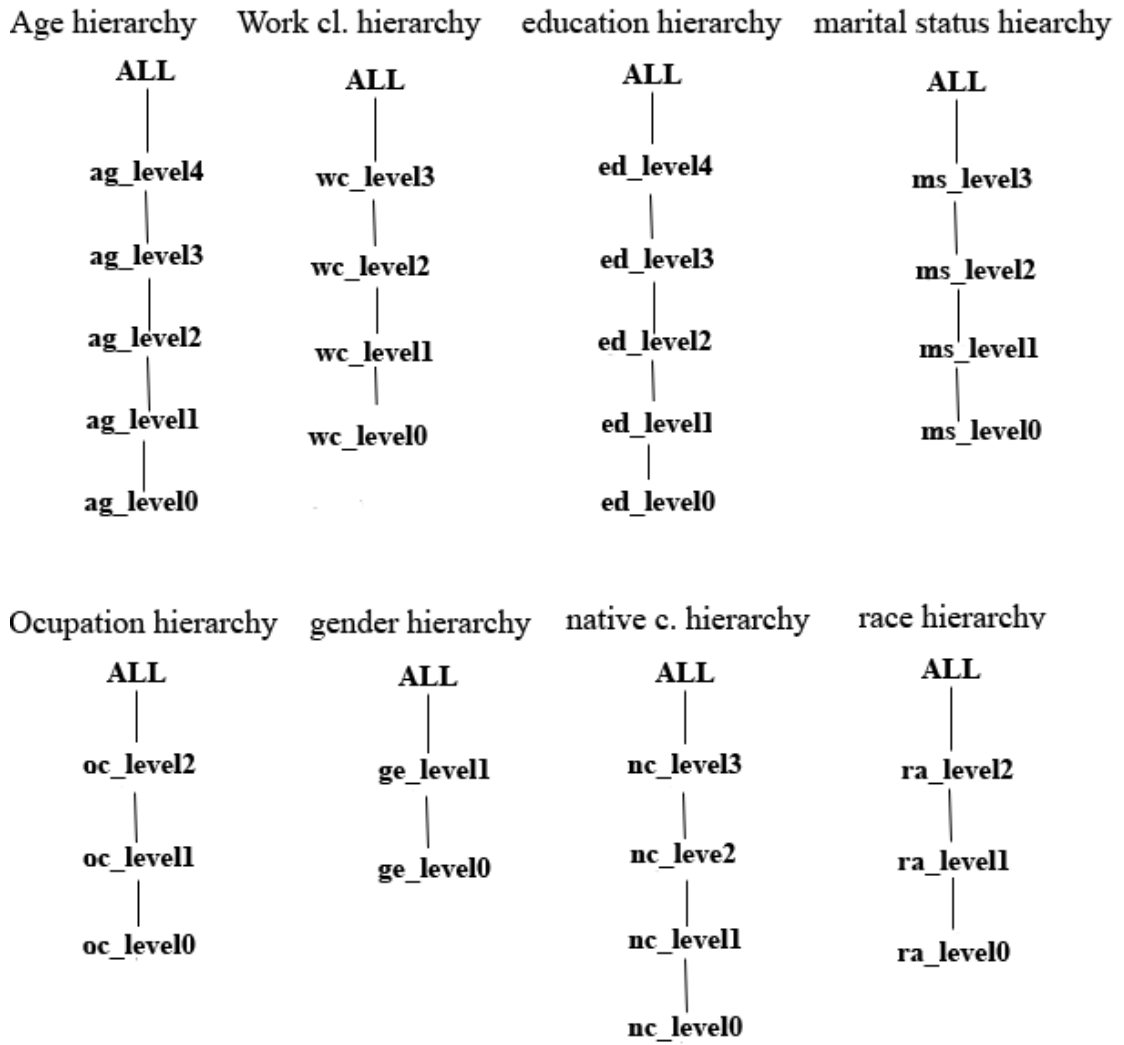 Age hierarchy
ALL
ag_level4
ag_level3
ag_level2
ag_level1
ag_level0
Work cl. hierarchy
ALL
wc_level3
wc_level2
wc_level1
wc_level0
education hierarchy
ALL
ed_level4
ed_level3
ed_level2
ed_level1
ed_level0
marital status hiearchy
ALL
ms_level3
ms_level2
ms_level1
ms_level0
Ocupation hierarchy
ALL
oc_level2
oc_level1
oc_level0
gender hierarchy
ALL
ge_level1
ge_level0
native c. hierarchy
ALL
nc_level3
nc_leve2
nc_level1
nc_level0
race hierarchy
ALL
ra_level2
ra_level1
ra_level0